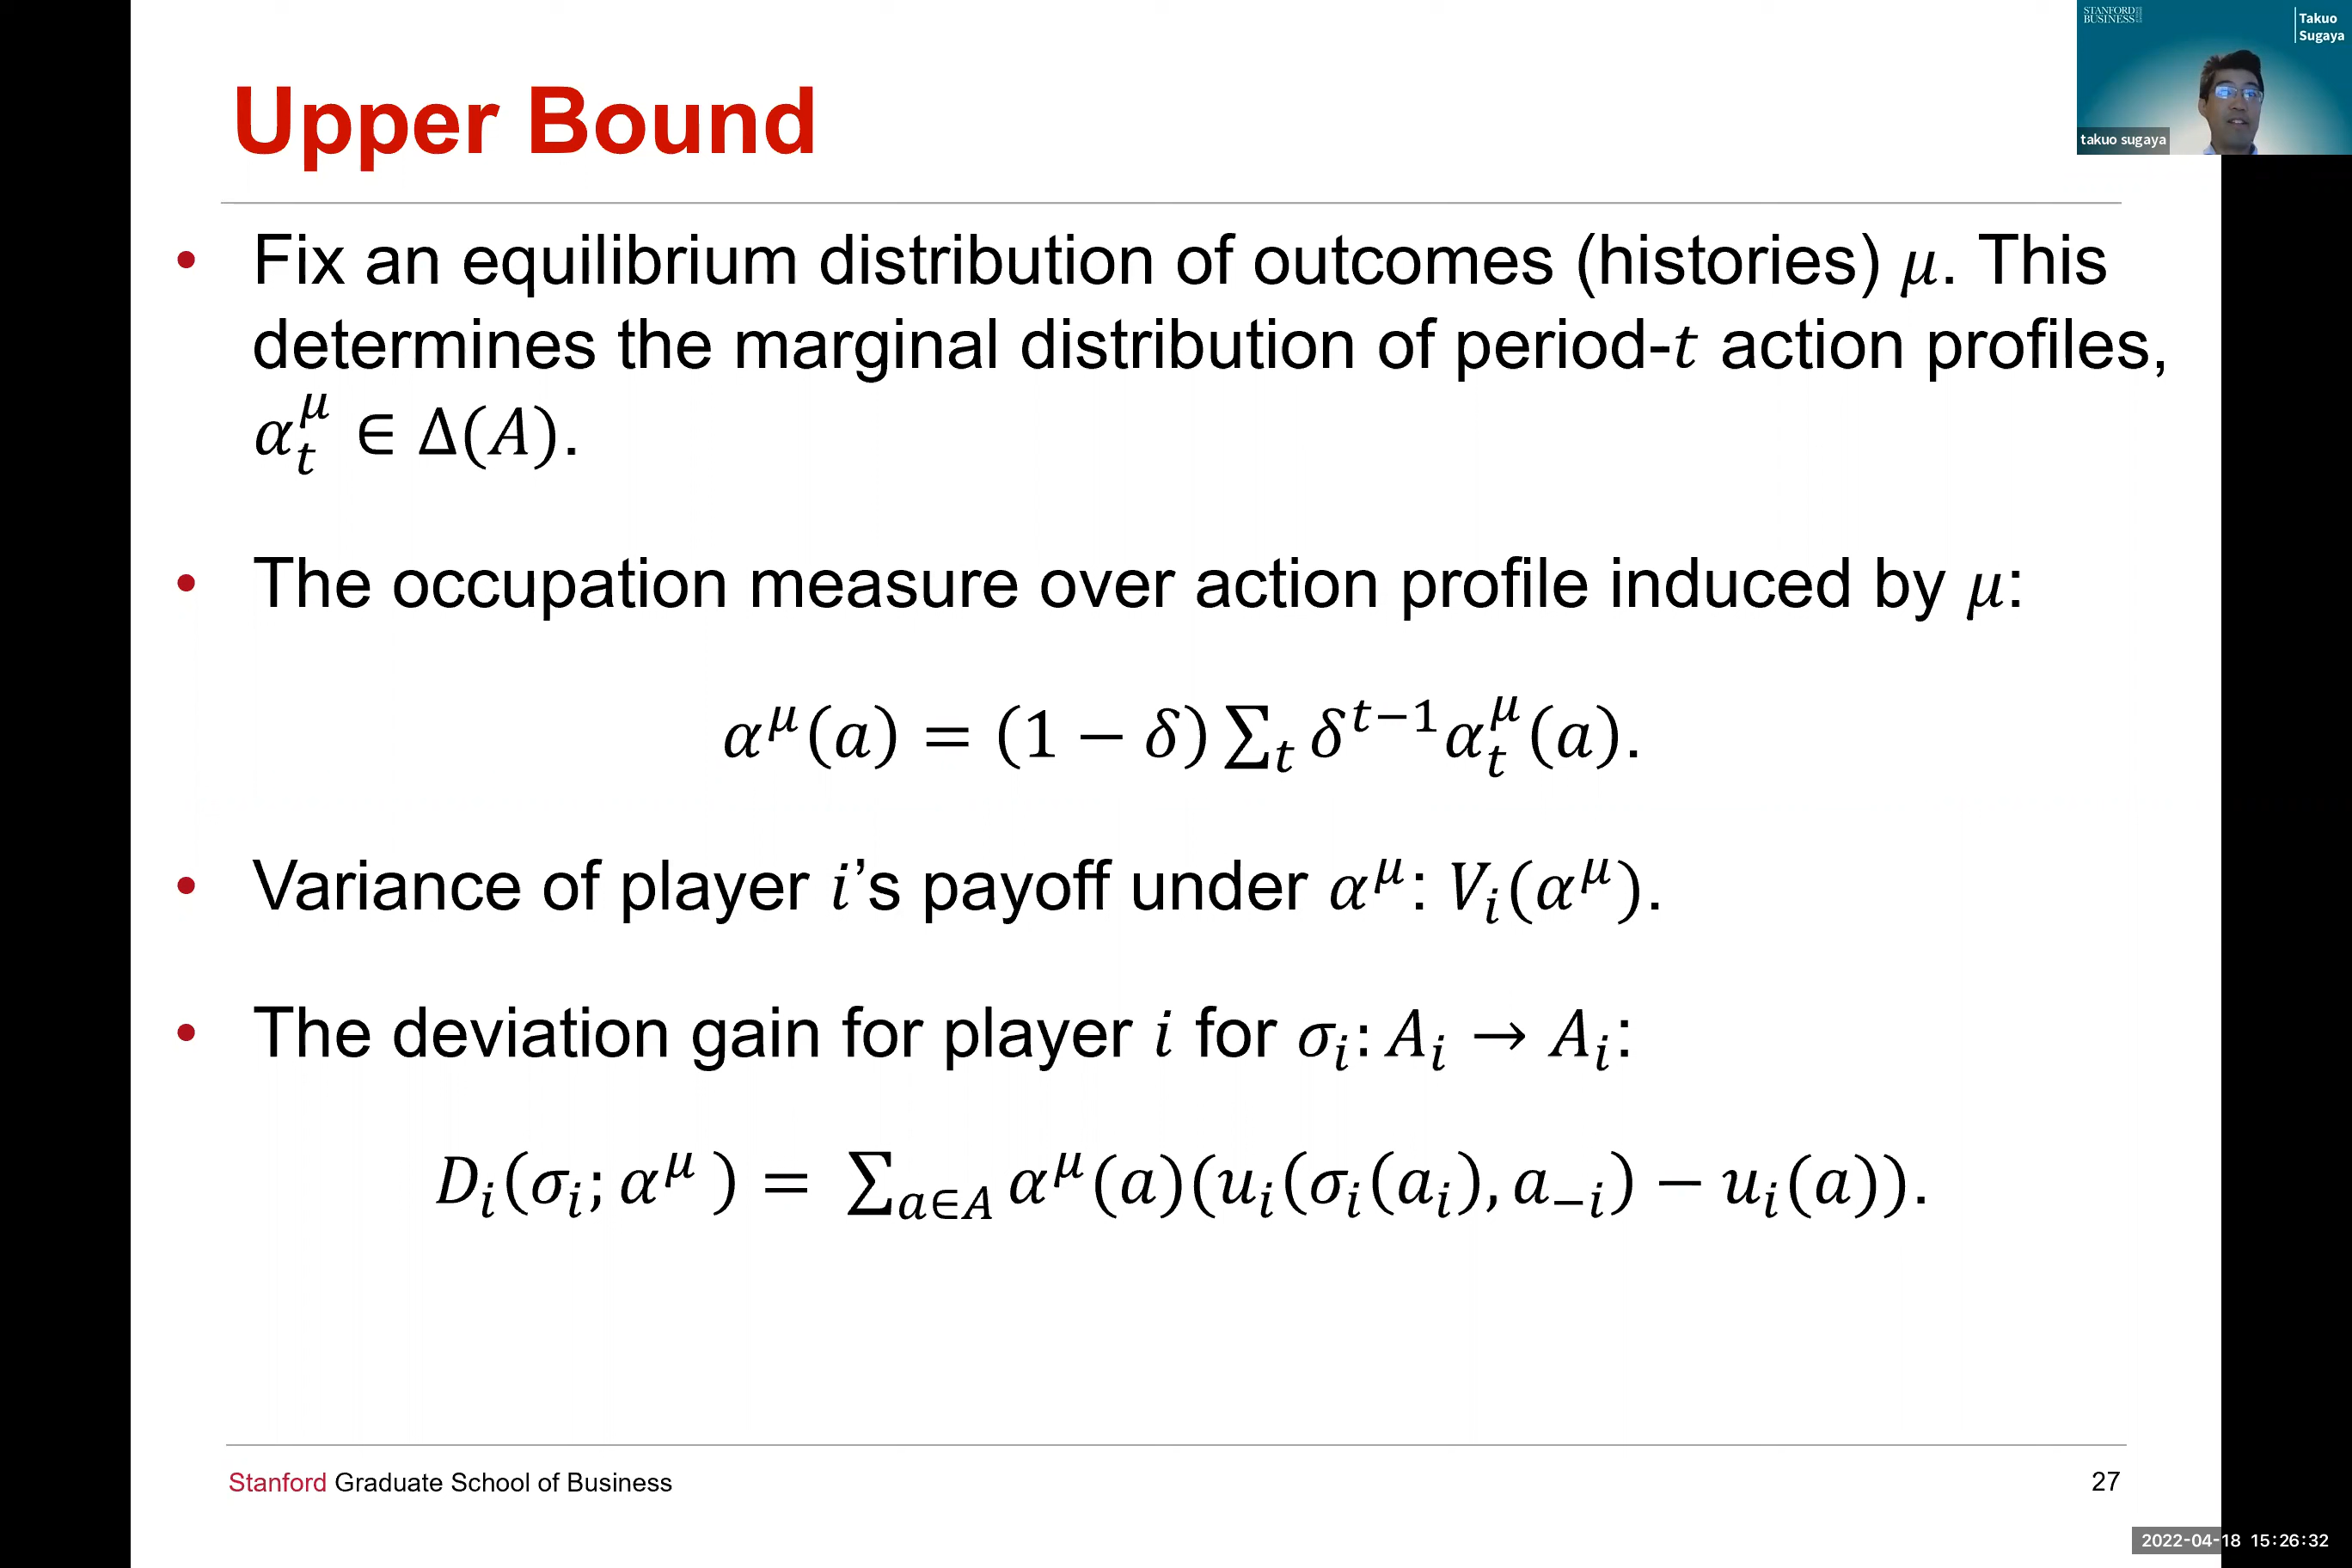 STANFORD
BUSINESS
Takuo
Sugaya
takuo sugaya
Upper Bound
• Fix an equilibrium distribution of outcomes (histories) μ. This
determines the marginal distribution of period-t action profiles,
α_t^μ ∈ Δ(A).
• The occupation measure over action profile induced by μ:
α^μ(a) = (1 − δ) ∑_t δ^{t−1} α_t^μ(a).
• Variance of player i’s payoff under α^μ: V_i(α^μ).
• The deviation gain for player i for σ_i: A_i → A_i:
D_i(σ_i; α^μ) = ∑_{a∈A} α^μ(a)(u_i(σ_i(a_i), a_{−i}) − u_i(a)).
Stanford Graduate School of Business
27
2022-04-18 15:26:32